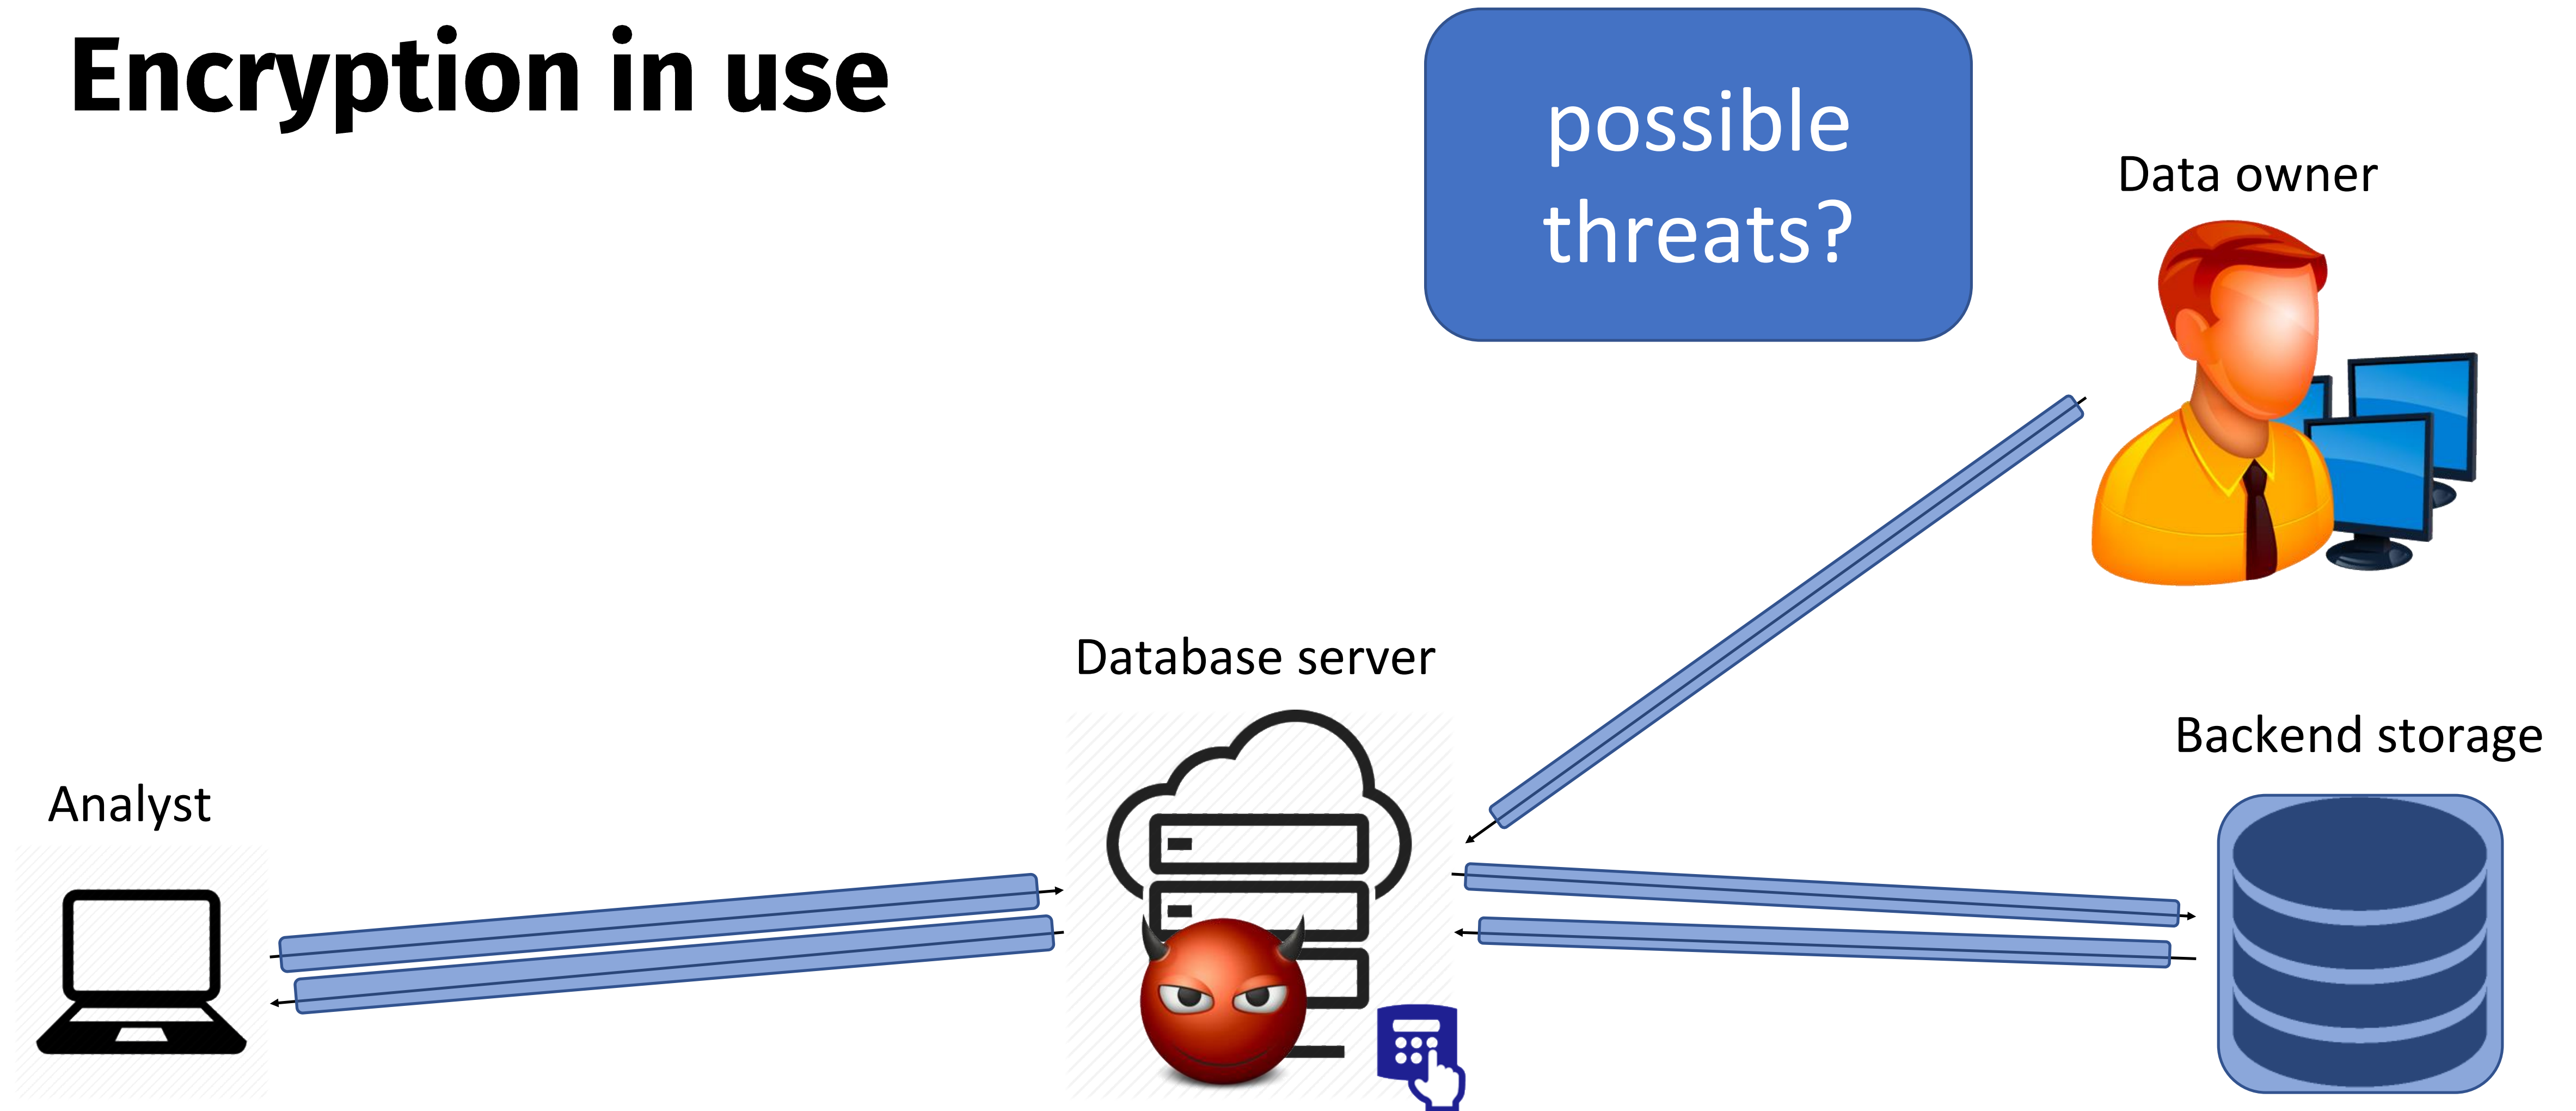 Encryption in use
possible
threats?
Data owner
Database server
Backend storage
Analyst